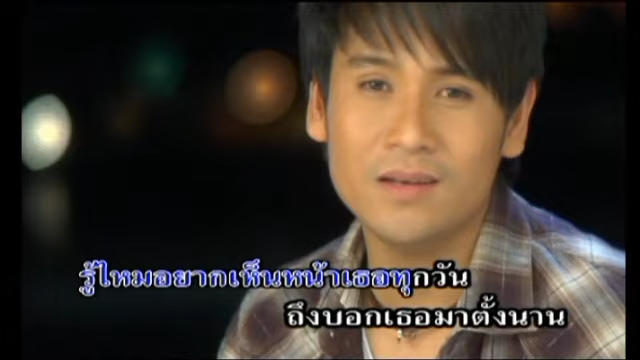 รู้ไหมอยากเห็นหน้าเธอทุกวัน
ถึงบอกเธอมาตั้งนาน